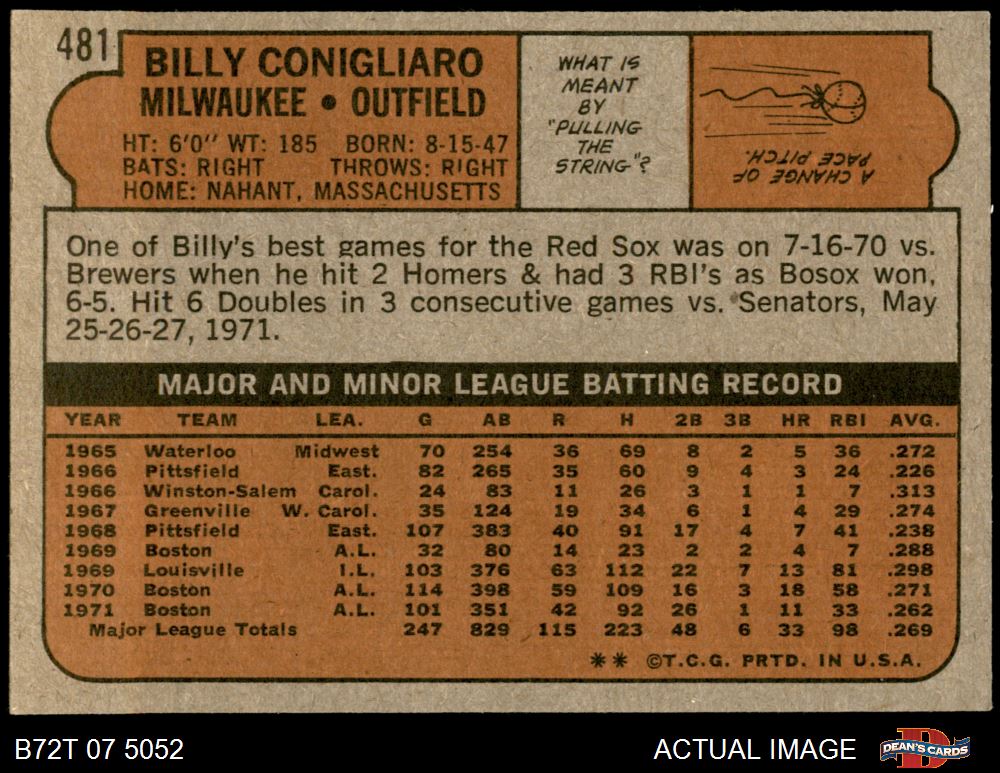 481
BILLY CONIGLIARO
MILWAUKEE • OUTFIELD
HT: 6'0" WT: 185 BORN: 8-15-47
BATS: RIGHT THROWS: RIGHT
HOME: NAHANT, MASSACHUSETTS
WHAT IS
MEANT
BY
"PULLING
THE
STRING"?
A CHANGE OF
PACE PITCH.
One of Billy's best games for the Red Sox was on 7-16-70 vs.
Brewers when he hit 2 Homers & had 3 RBI's as Bosox won,
6-5. Hit 6 Doubles in 3 consecutive games vs. Senators, May
25-26-27, 1971.
MAJOR AND MINOR LEAGUE BATTING RECORD
YEAR TEAM LEA. G AB R H 2B 3B HR RBI AVG.
1965 Waterloo Midwest 70 254 36 69 8 2 5 36 .272
1966 Pittsfield East. 82 265 35 60 9 4 3 24 .226
1966 Winston-Salem Carol. 24 83 11 26 3 1 1 7 .313
1967 Greenville W. Carol. 35 124 19 34 6 1 4 29 .274
1968 Pittsfield East. 107 383 40 91 17 4 7 41 .238
1969 Boston A.L. 32 80 14 23 2 2 4 7 .288
1969 Louisville I.L. 103 376 63 112 22 7 13 81 .298
1970 Boston A.L. 114 398 59 109 16 3 18 58 .271
1971 Boston A.L. 101 351 42 92 26 1 11 33 .262
Major League Totals 247 829 115 223 48 6 33 98 .269
** ©T.C.G. PRTD. IN U.S.A.
B72T 07 5052 ACTUAL IMAGE
DEAN'S CARDS